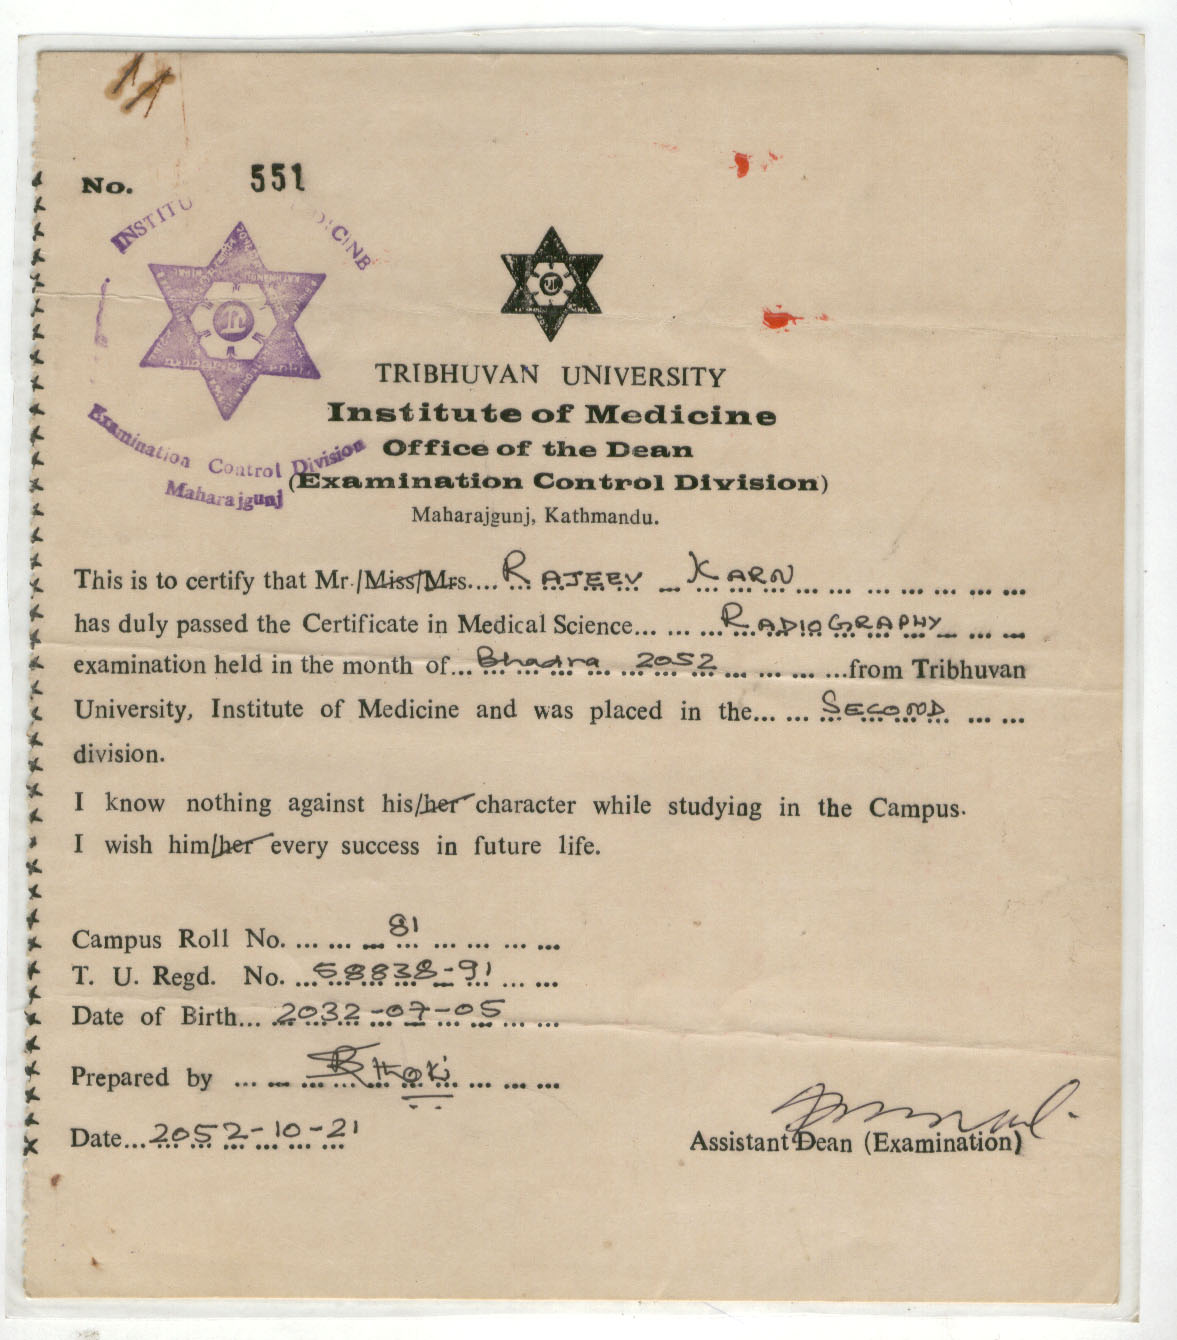 No. 551
INSTITU DICINE
Examination Control Division
Maharajgunj
TRIBHUVAN UNIVERSITY
Institute of Medicine
Office of the Dean
(Examination Control Division)
Maharajgunj, Kathmandu.
This is to certify that Mr./Miss/Mrs.... RAJEEV KARN
has duly passed the Certificate in Medical Science... RADIOGRAPHY
examination held in the month of... Bhadra 2052 ...from Tribhuvan
University, Institute of Medicine and was placed in the... SECOND
division.
I know nothing against his/her character while studying in the Campus.
I wish him/her every success in future life.
Campus Roll No. ... 81
T. U. Regd. No. ... 58838-91
Date of Birth... 2032-07-05
Prepared by ...
Date... 2052-10-21
Assistant Dean (Examination)